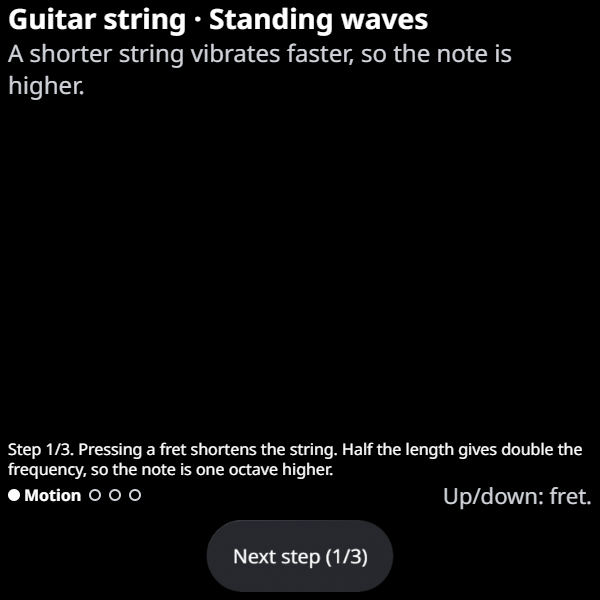 Guitar string · Standing waves
A shorter string vibrates faster, so the note is
higher.
Step 1/3. Pressing a fret shortens the string. Half the length gives double the
frequency, so the note is one octave higher.
Motion
Up/down: fret.
Next step (1/3)